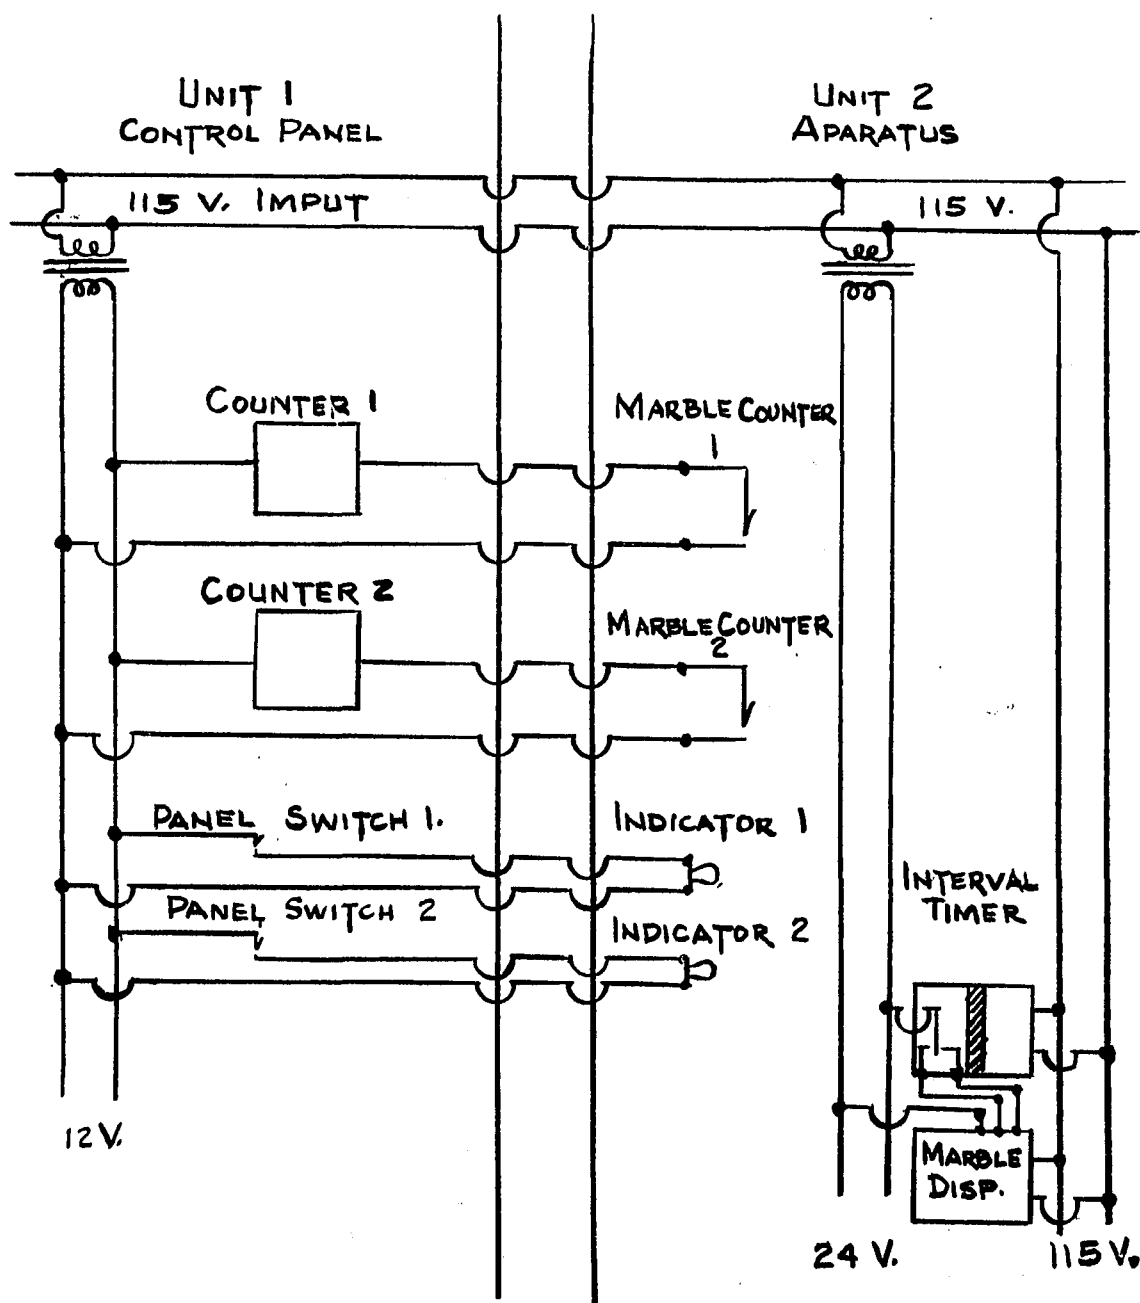 UNIT 1
CONTROL PANEL
UNIT 2
APARATUS
115 V. IMPUT
115 V.
COUNTER 1
MARBLE COUNTER
1
COUNTER 2
MARBLE COUNTER
2
PANEL SWITCH 1.
INDICATOR 1
PANEL SWITCH 2
INDICATOR 2
INTERVAL
TIMER
MARBLE
DISP.
12 V.
24 V.
115 V.